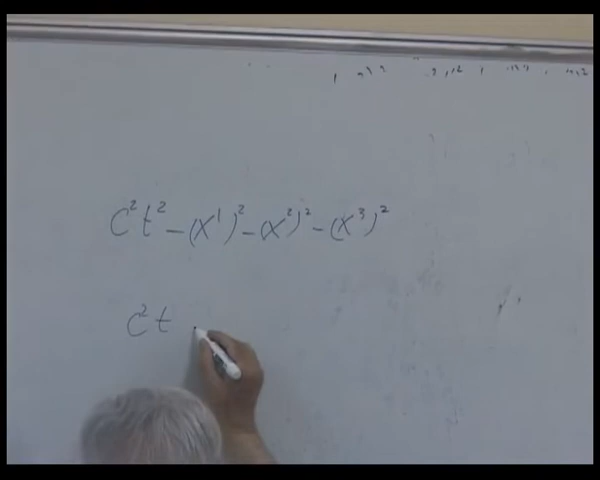 c²t² - (x¹)² - (x²)² - (x³)²
c²t